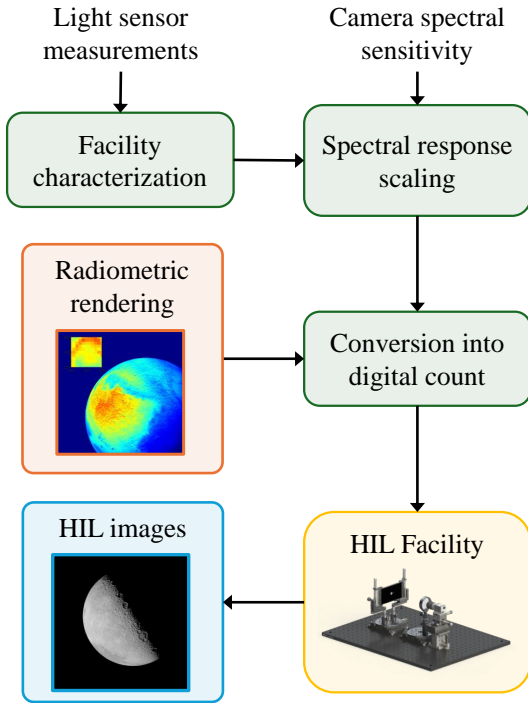 Light sensor
measurements
Camera spectral
sensitivity
Facility
characterization
Spectral response
scaling
Radiometric
rendering
Conversion into
digital count
HIL images
HIL Facility